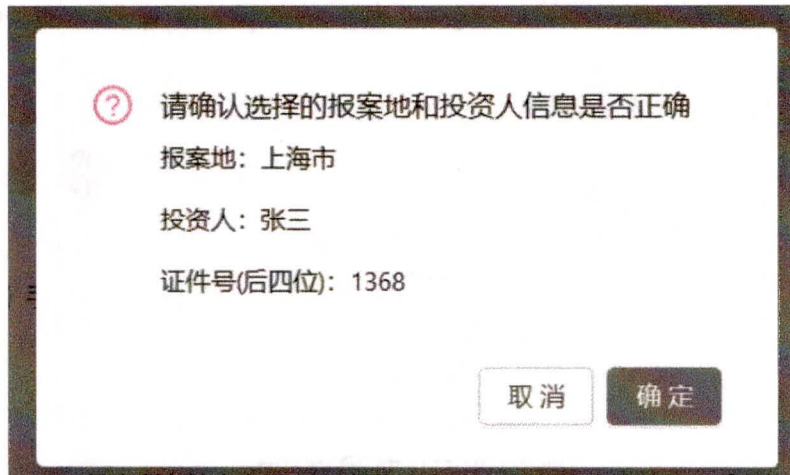 请确认选择的报案地和投资人信息是否正确
报案地：上海市
投资人：张三
证件号(后四位)：1368
取消
确定